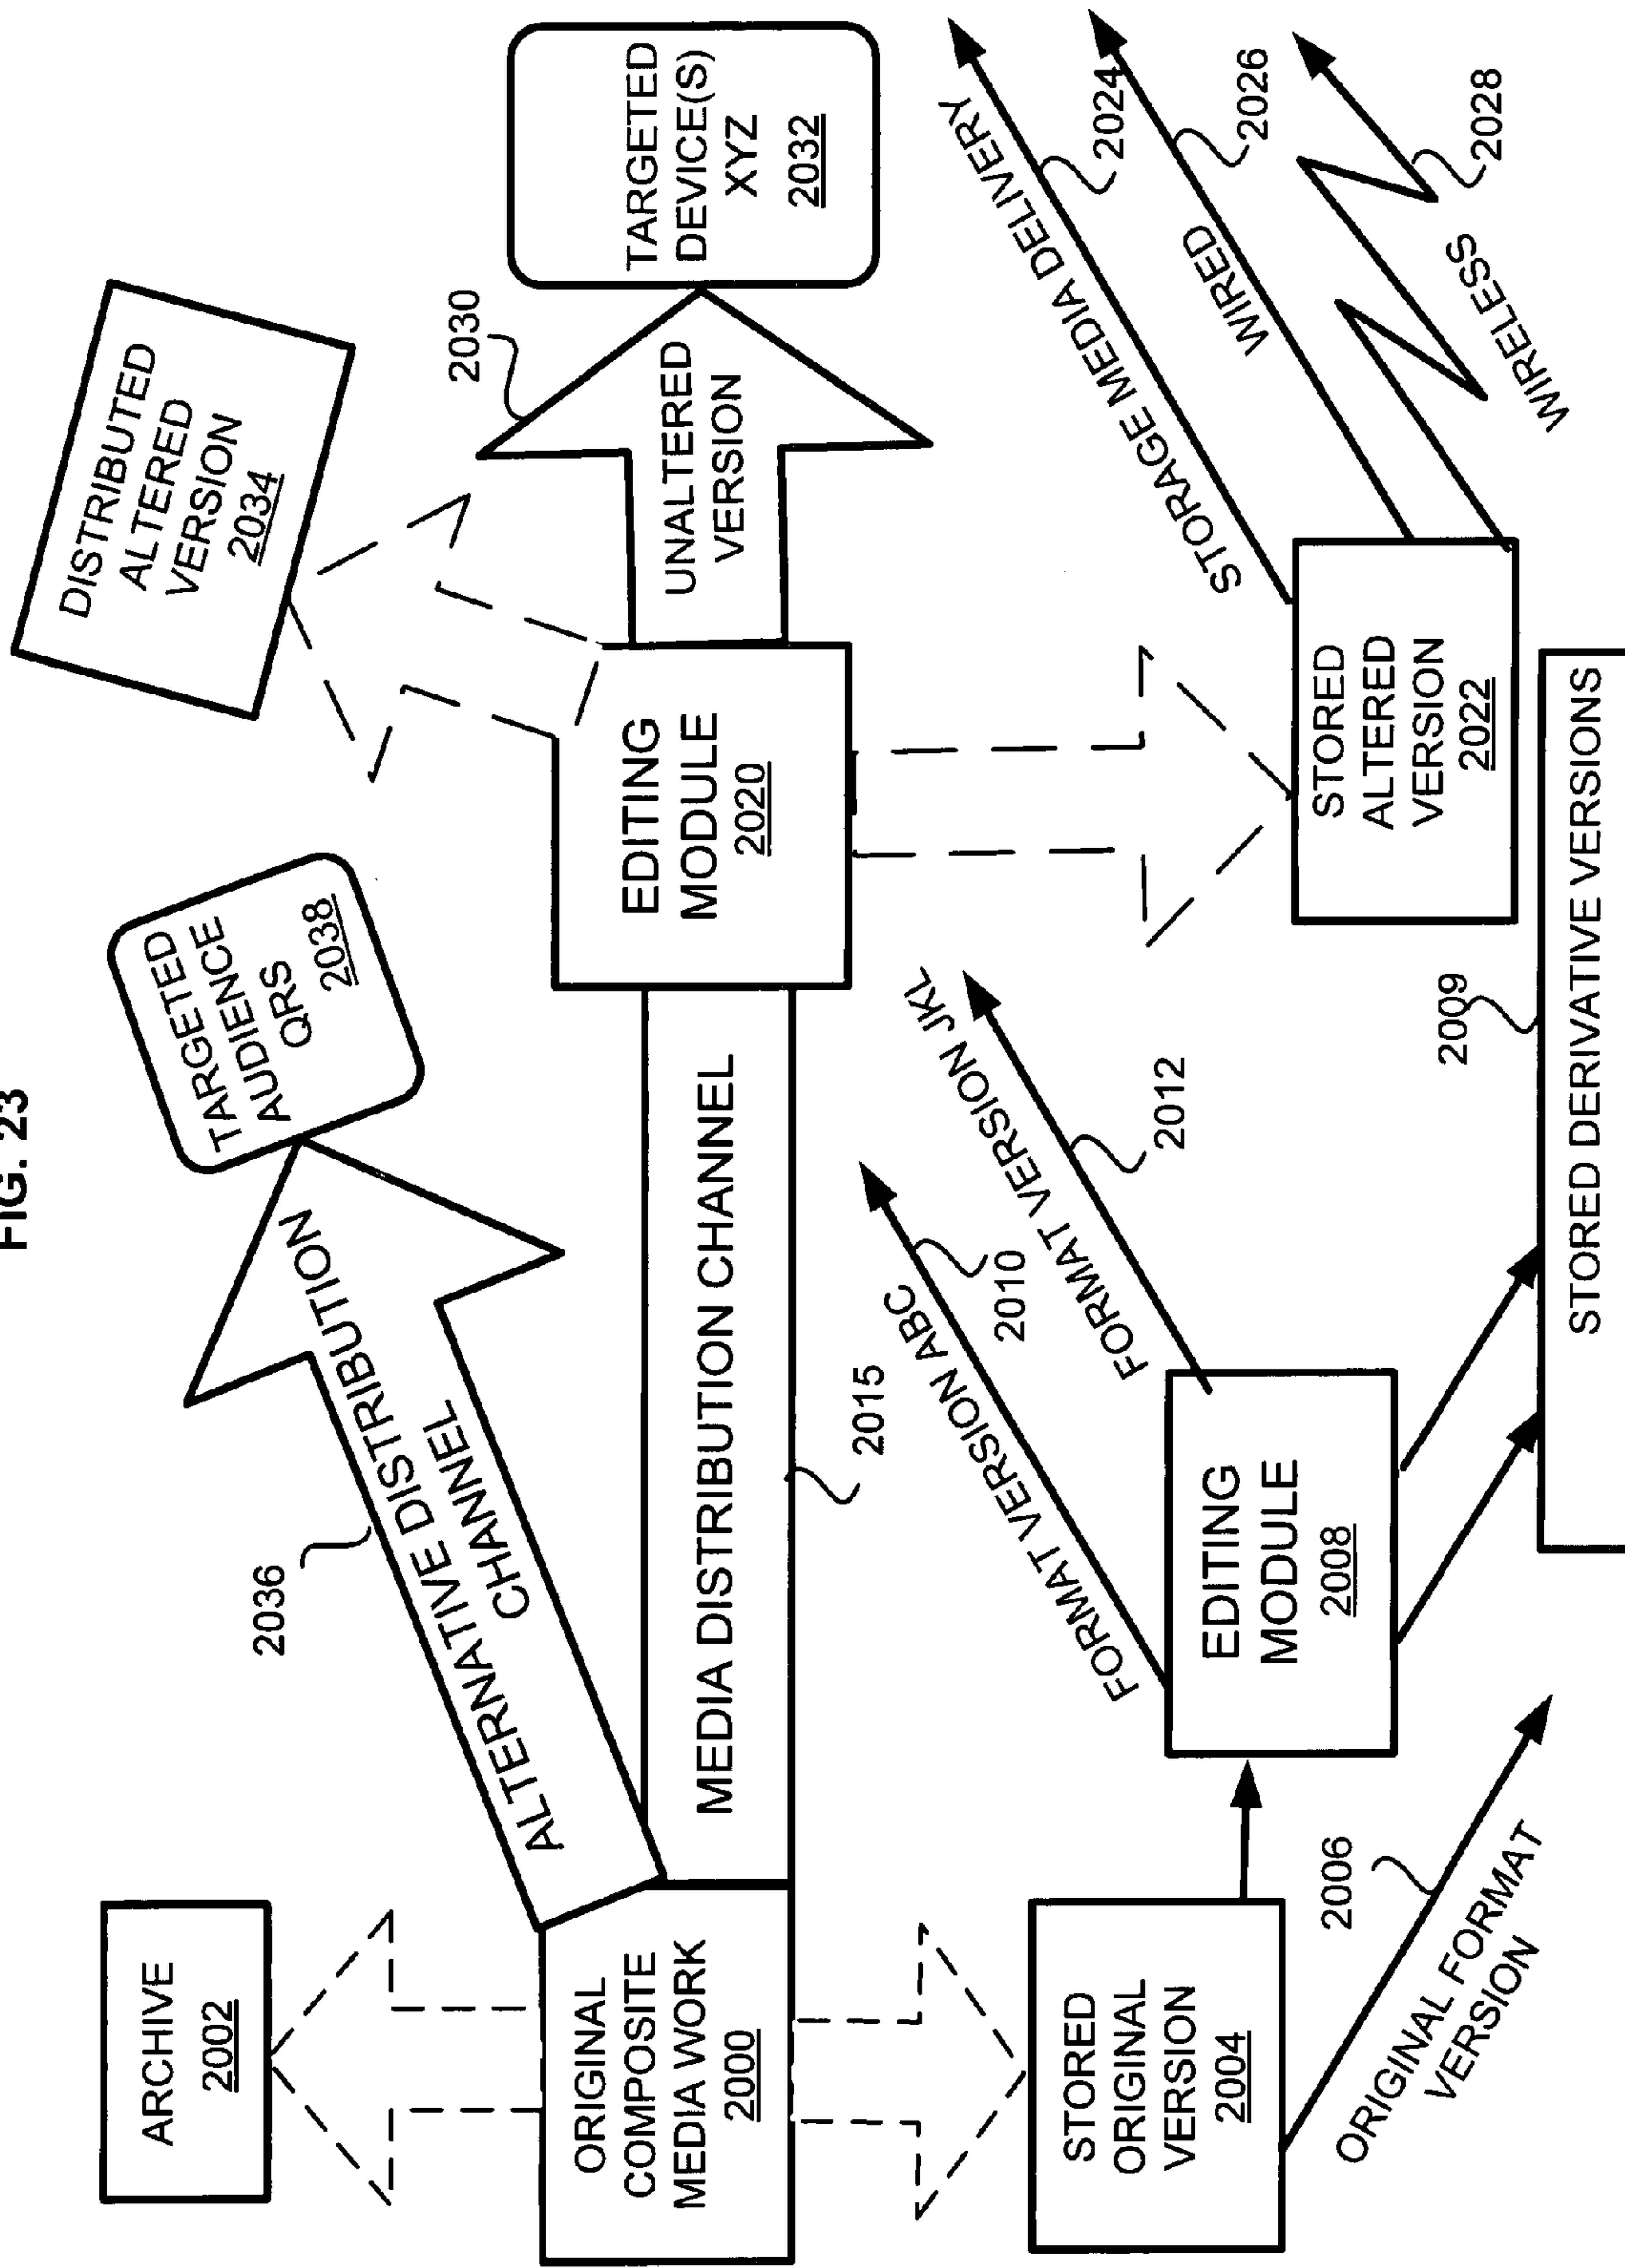 FIG. 23
ARCHIVE
2002
ORIGINAL
COMPOSITE
MEDIA WORK
2000
STORED
ORIGINAL
VERSION
2004
2006
ORIGINAL FORMAT
VERSION
2036
ALTERNATIVE DISTRIBUTION
CHANNEL
TARGETED
AUDIENCE
QRS
2038
MEDIA DISTRIBUTION CHANNEL
2015
EDITING
MODULE
2008
FORMAT VERSION ABC
2010
FORMAT VERSION JKL
2012
2009
STORED DERIVATIVE VERSIONS
EDITING
MODULE
2020
DISTRIBUTED
ALTERED
VERSION
2034
2030
UNALTERED
VERSION
TARGETED
DEVICE(S)
XYZ
2032
STORED
ALTERED
VERSION
2022
STORAGE MEDIA DELIVERY
2024
WIRED
2026
WIRELESS
2028